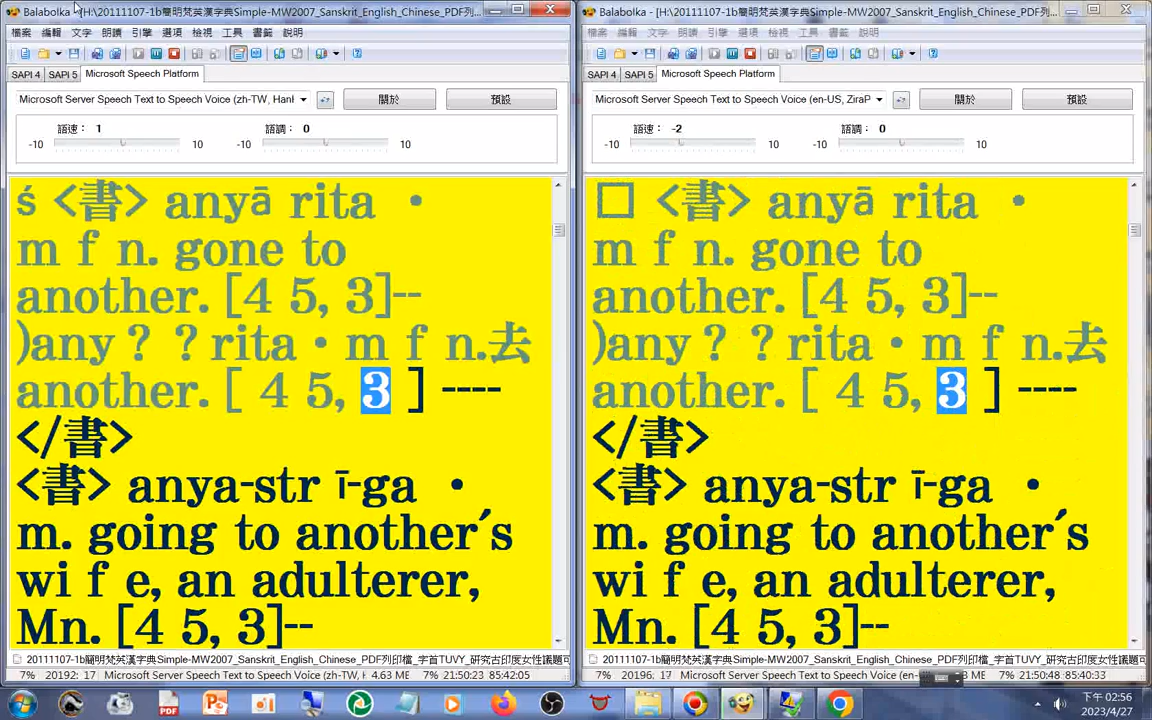 Balabolka - [H:\20111107-1b簡明梵英漢字典Simple-MW2007_Sanskrit_English_Chinese_PDF列...
檔案 編輯 文字 朗讀 引擎 選項 檢視 工具 書籤 說明
SAPI 4 SAPI 5 Microsoft Speech Platform
Microsoft Server Speech Text to Speech Voice (zh-TW, Hanl
關於 預設
語速： 1 語調： 0
-10 10 -10 10
ś <書> anyā rita •
m f n. gone to
another. [4 5, 3]--
)any？？rita • m f n.去
another. [ 4 5, 3 ] ----
</書>
<書> anya-str ī-ga •
m. going to another's
wi f e, an adulterer,
Mn. [4 5, 3]--
20111107-1b簡明梵英漢字典Simple-MW2007_Sanskrit_English_Chinese_PDF列印檔_字首TUVY_研究古印度女性議題可
7% 20192: 17 Microsoft Server Speech Text to Speech Voice (zh-TW, H 4.63 ME 7% 21:50:23 85:42:05
Balabolka - [H:\20111107-1b簡明梵英漢字典Simple-MW2007_Sanskrit_English_Chinese_PDF列...
檔案 編輯 文字 朗讀 引擎 選項 檢視 工具 書籤 說明
SAPI 4 SAPI 5 Microsoft Speech Platform
Microsoft Server Speech Text to Speech Voice (en-US, ZiraP
關於 預設
語速： -2 語調： 0
-10 10 -10 10
□ <書> anyā rita •
m f n. gone to
another. [4 5, 3]--
)any？？rita • m f n.去
another. [ 4 5, 3 ] ----
</書>
<書> anya-str ī-ga •
m. going to another's
wi f e, an adulterer,
Mn. [4 5, 3]--
20111107-1b簡明梵英漢字典Simple-MW2007_Sanskrit_English_Chinese_PDF列印檔_字首TUVY_研究古印度女性議題可
7% 20196: 17 Microsoft Server Speech Text to Speech Voice 7% 21:50:48 85:40:33
PDF
下午 02:56
2023/4/27